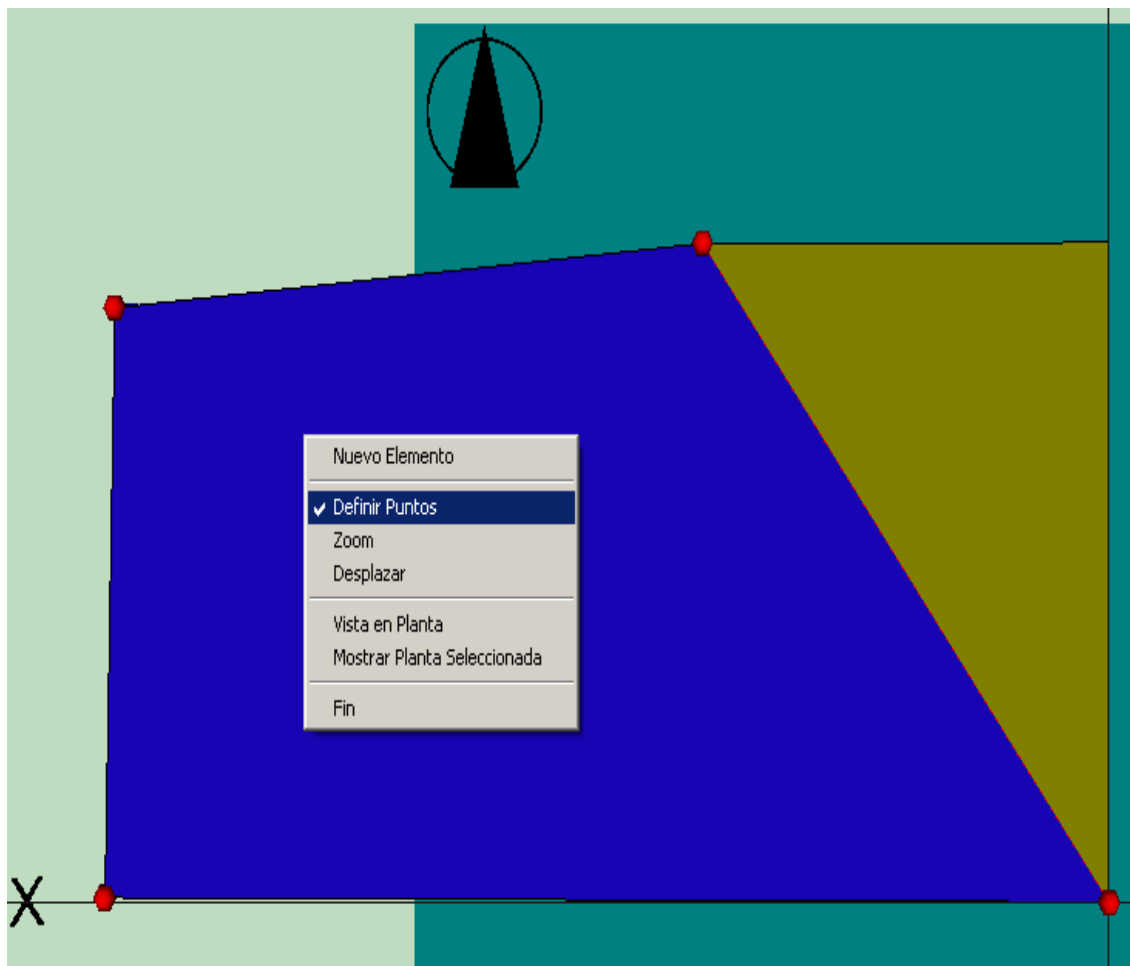 Nuevo Elemento
Definir Puntos
Zoom
Desplazar
Vista en Planta
Mostrar Planta Seleccionada
Fin
X